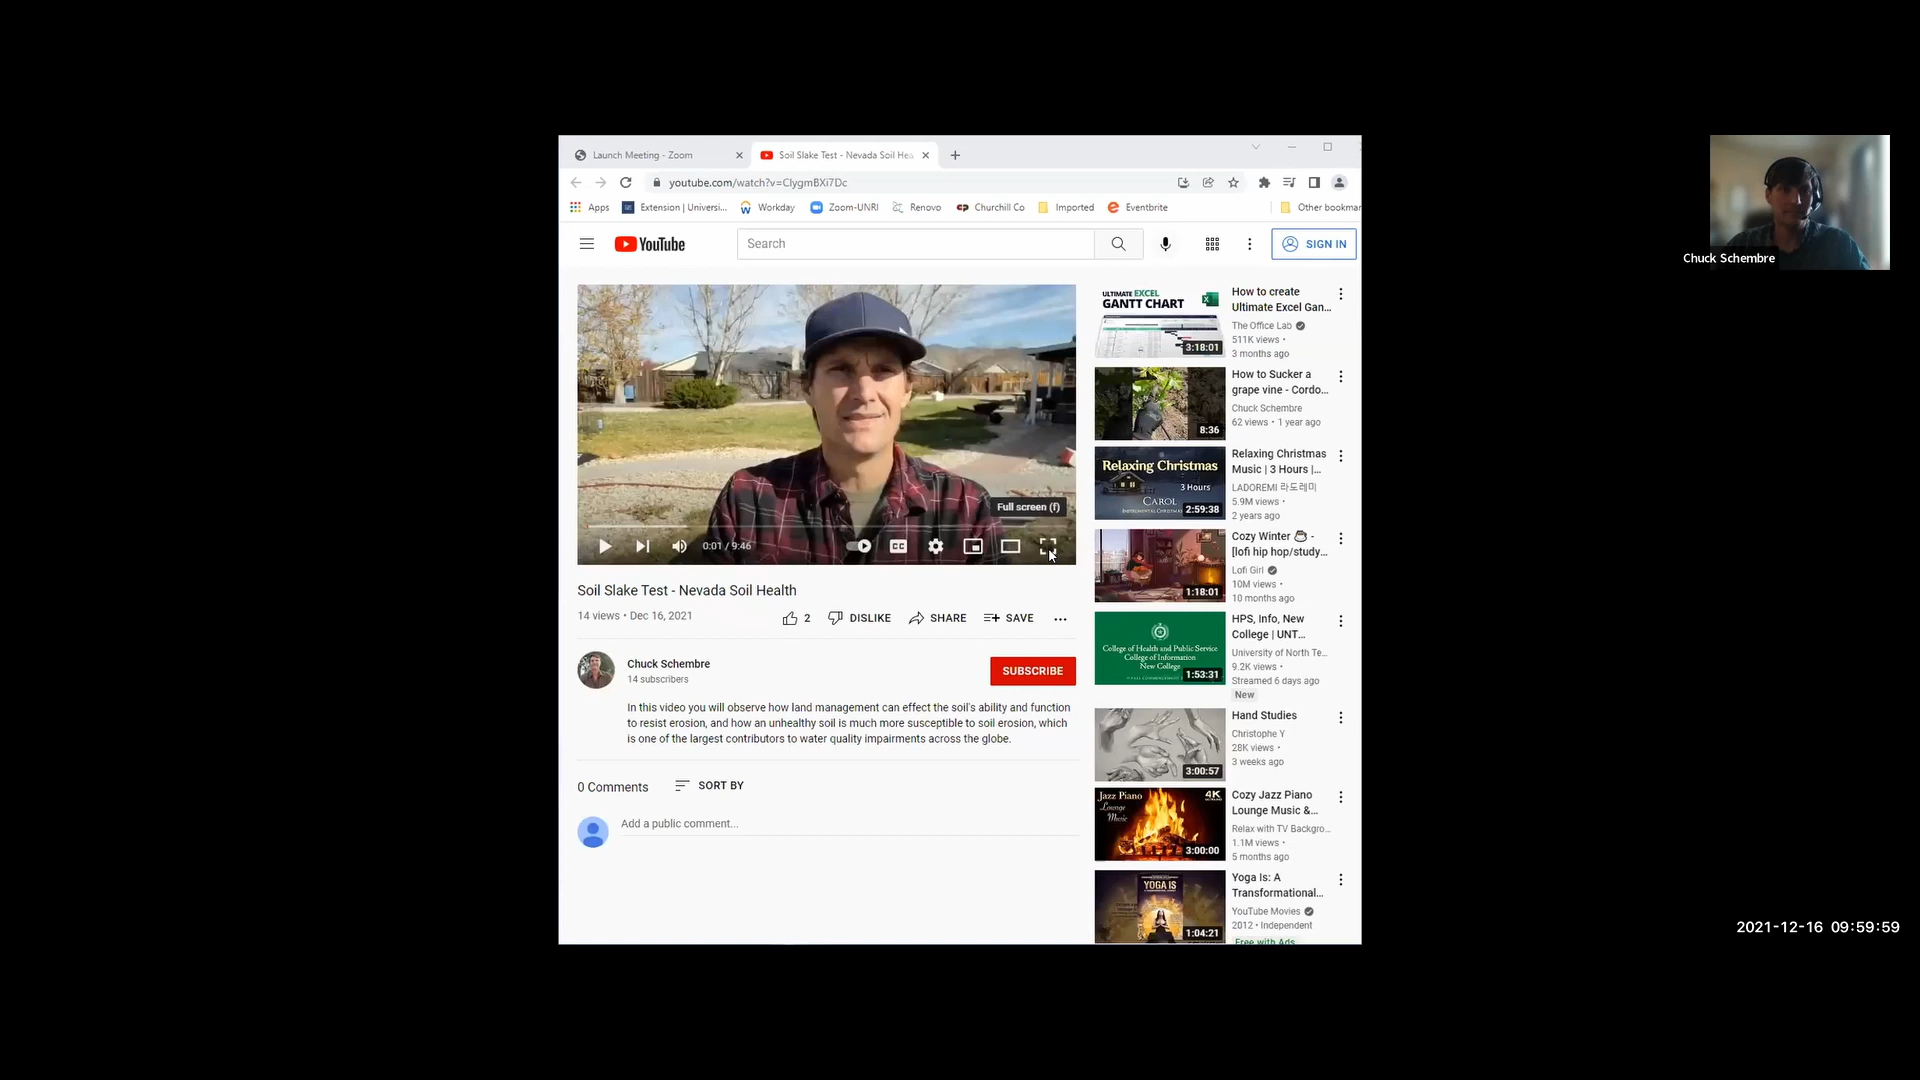 Launch Meeting - Zoom
Soil Slake Test - Nevada Soil Hea
youtube.com/watch?v=CIygmBXi7Dc
Apps
Extension | Universi...
Workday
Zoom-UNRI
Renovo
Churchill Co
Imported
Eventbrite
Other bookmar
YouTube
Search
SIGN IN
Chuck Schembre
Full screen (f)
0:01 / 9:46
CC
Soil Slake Test - Nevada Soil Health
14 views • Dec 16, 2021
2
DISLIKE
SHARE
SAVE
Chuck Schembre
14 subscribers
SUBSCRIBE
In this video you will observe how land management can effect the soil's ability and function
to resist erosion, and how an unhealthy soil is much more susceptible to soil erosion, which
is one of the largest contributors to water quality impairments across the globe.
0 Comments
SORT BY
Add a public comment...
ULTIMATE EXCEL
GANTT CHART
3:18:01
How to create
Ultimate Excel Gan...
The Office Lab
511K views •
3 months ago
8:36
How to Sucker a
grape vine - Cordo...
Chuck Schembre
62 views • 1 year ago
Relaxing Christmas
3 Hours
CAROL
2:59:38
Relaxing Christmas
Music | 3 Hours |...
LADOREMI 라도레미
5.9M views •
2 years ago
1:18:01
Cozy Winter ☕ -
[lofi hip hop/study...
Lofi Girl
10M views •
10 months ago
College of Health and Public Service
College of Information
New College
1:53:31
HPS, Info, New
College | UNT...
University of North Te...
9.2K views •
Streamed 6 days ago
New
3:00:57
Hand Studies
Christophe Y
28K views •
3 weeks ago
Jazz Piano
Lounge
Music
4K
3:00:00
Cozy Jazz Piano
Lounge Music &...
Relax with TV Backgro...
1.1M views •
5 months ago
YOGA IS
1:04:21
Yoga Is: A
Transformational...
YouTube Movies
2012 • Independent
Free with Ads
2021-12-16 09:59:59